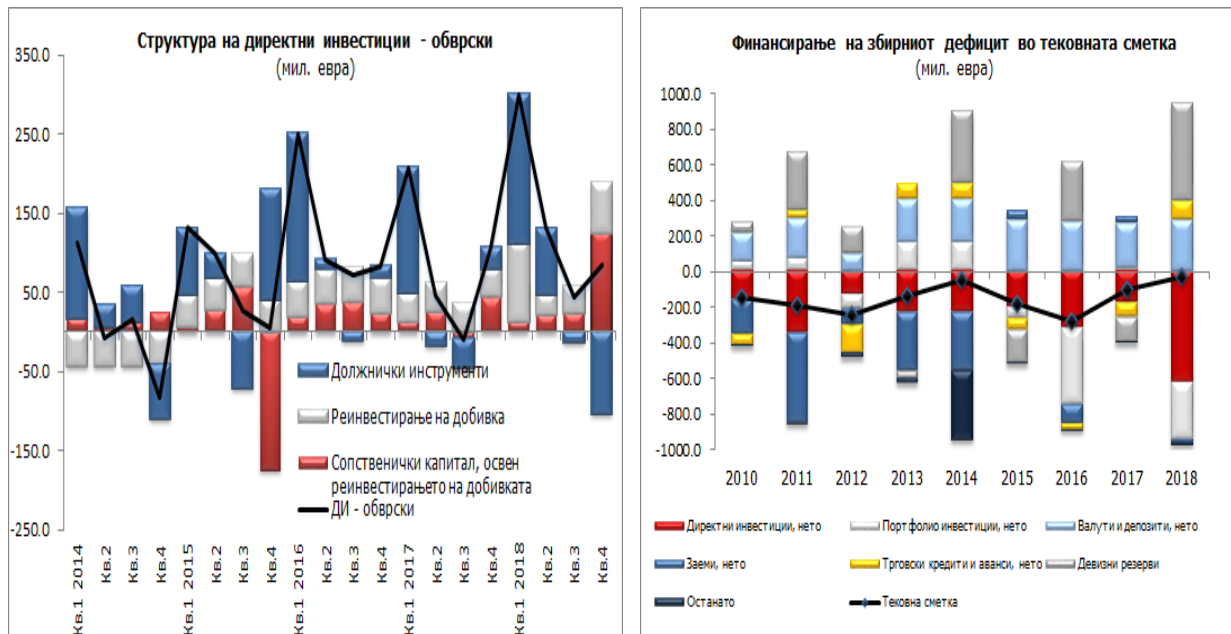 Структура на директни инвестиции - обврски
(мил. евра)
350.0
250.0
150.0
50.0
-50.0
-150.0
-250.0
Должнички инструменти
Реинвестирање на добивка
Сопственички капитал, освен
реинвестирањето на добивката
ДИ - обврски
Кв.1 2014
Кв.2
Кв.3
Кв.4
Кв.1 2015
Кв.2
Кв.3
Кв.4
Кв.1 2016
Кв.2
Кв.3
Кв.4
Кв.1 2017
Кв.2
Кв.3
Кв.4
Кв.1 2018
Кв.2
Кв.3
Кв.4
Финансирање на збирниот дефицит во тековната сметка
(мил. евра)
1000.0
800.0
600.0
400.0
200.0
0.0
-200.0
-400.0
-600.0
-800.0
-1000.0
2010 2011 2012 2013 2014 2015 2016 2017 2018
Директни инвестиции, нето Портфолио инвестиции, нето Валути и депозити, нето
Заеми, нето Трговски кредити и аванси, нето Девизни резерви
Останато Тековна сметка